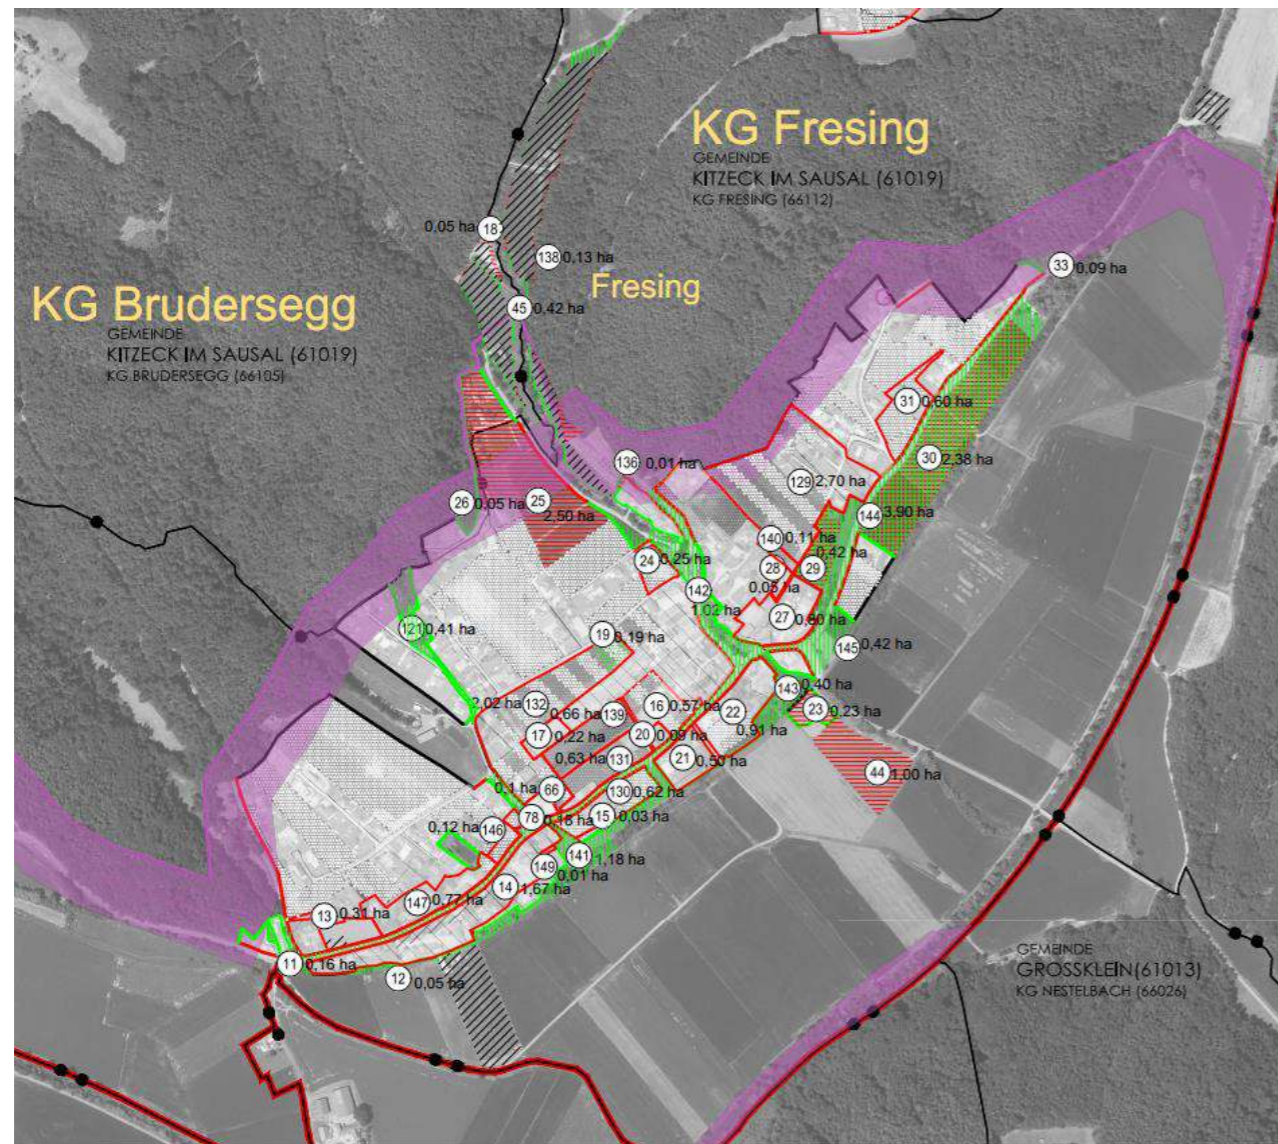 KG Fresing
GEMEINDE
KITZECK IM SAUSAL (61019)
KG FRESING (66112)
18 0,05 ha
138 0,13 ha
33 0,09 ha
Fresing
KG Brudersegg
GEMEINDE
KITZECK IM SAUSAL (61019)
KG BRUDERSEGG (66105)
45 0,42 ha
31 0,60 ha
30 2,38 ha
136 0,01 ha
129 2,70 ha
26 0,05 ha
25 2,50 ha
144 3,90 ha
140 0,11 ha
24 0,25 ha
29 0,42 ha
28 0,05 ha
142 1,02 ha
27 0,80 ha
121 0,41 ha
19 0,19 ha
145 0,42 ha
143 0,40 ha
132 2,02 ha
139 0,66 ha
16 0,57 ha
22 0,91 ha
23 0,23 ha
17 0,22 ha
20 0,09 ha
131 0,63 ha
21 0,50 ha
44 1,00 ha
66 0,1 ha
130 0,62 ha
78 0,18 ha
15 0,03 ha
146 0,12 ha
141 1,18 ha
149 0,01 ha
14 1,67 ha
147 0,77 ha
13 0,31 ha
11 0,16 ha
12 0,05 ha
GEMEINDE
GROSSKLEIN(61013)
KG NESTELBACH (66026)